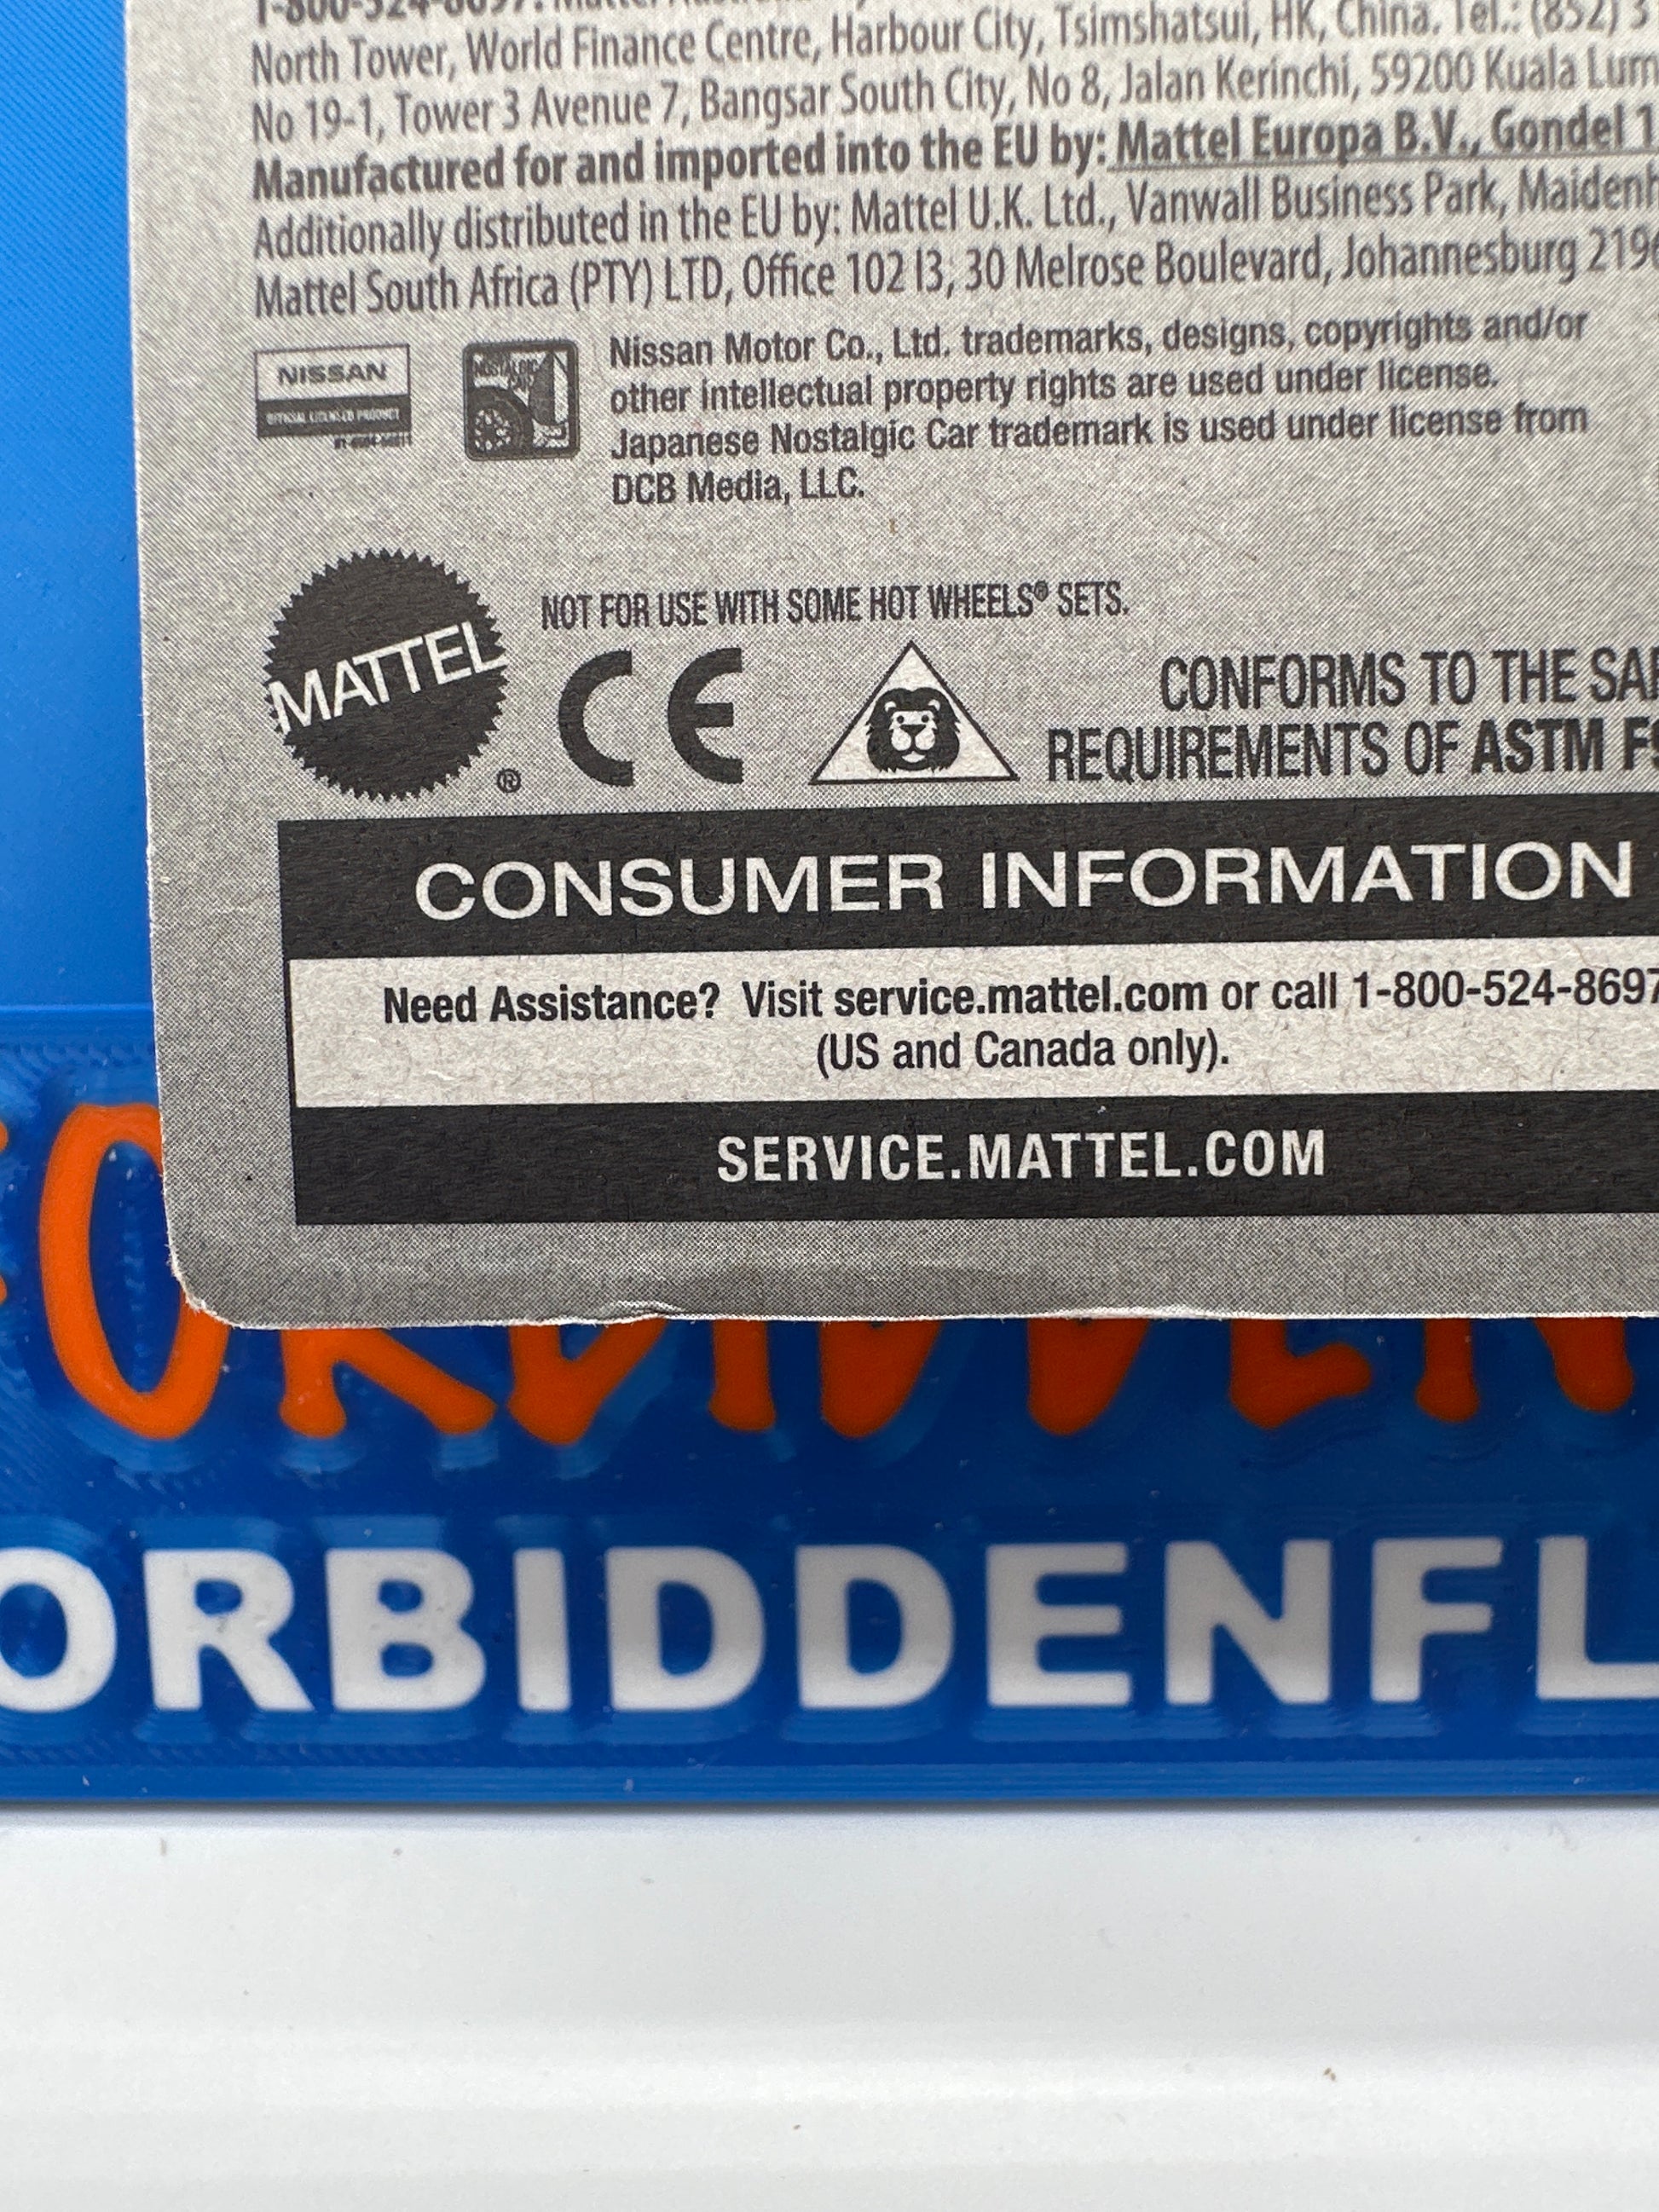 North Tower, World Finance Centre, Harbour City, Tsimshatsui, HK, China. Tel.: (852) 3
No 19-1, Tower 3 Avenue 7, Bangsar South City, No 8, Jalan Kerinchi, 59200 Kuala Lum
Manufactured for and imported into the EU by: Mattel Europa B.V., Gondel 1
Additionally distributed in the EU by: Mattel U.K. Ltd., Vanwall Business Park, Maidenh
Mattel South Africa (PTY) LTD, Office 102 I3, 30 Melrose Boulevard, Johannesburg 219
NISSAN
OFFICIAL LICENSED PRODUCT
NOSTALGIC
CAR
Nissan Motor Co., Ltd. trademarks, designs, copyrights and/or
other intellectual property rights are used under license.
Japanese Nostalgic Car trademark is used under license from
DCB Media, LLC.
MATTEL
®
NOT FOR USE WITH SOME HOT WHEELS® SETS.
CE
CONFORMS TO THE SAF
REQUIREMENTS OF ASTM F9
CONSUMER INFORMATION
Need Assistance? Visit service.mattel.com or call 1-800-524-8697
(US and Canada only).
SERVICE.MATTEL.COM
ORBIDDEN
ORBIDDENFL